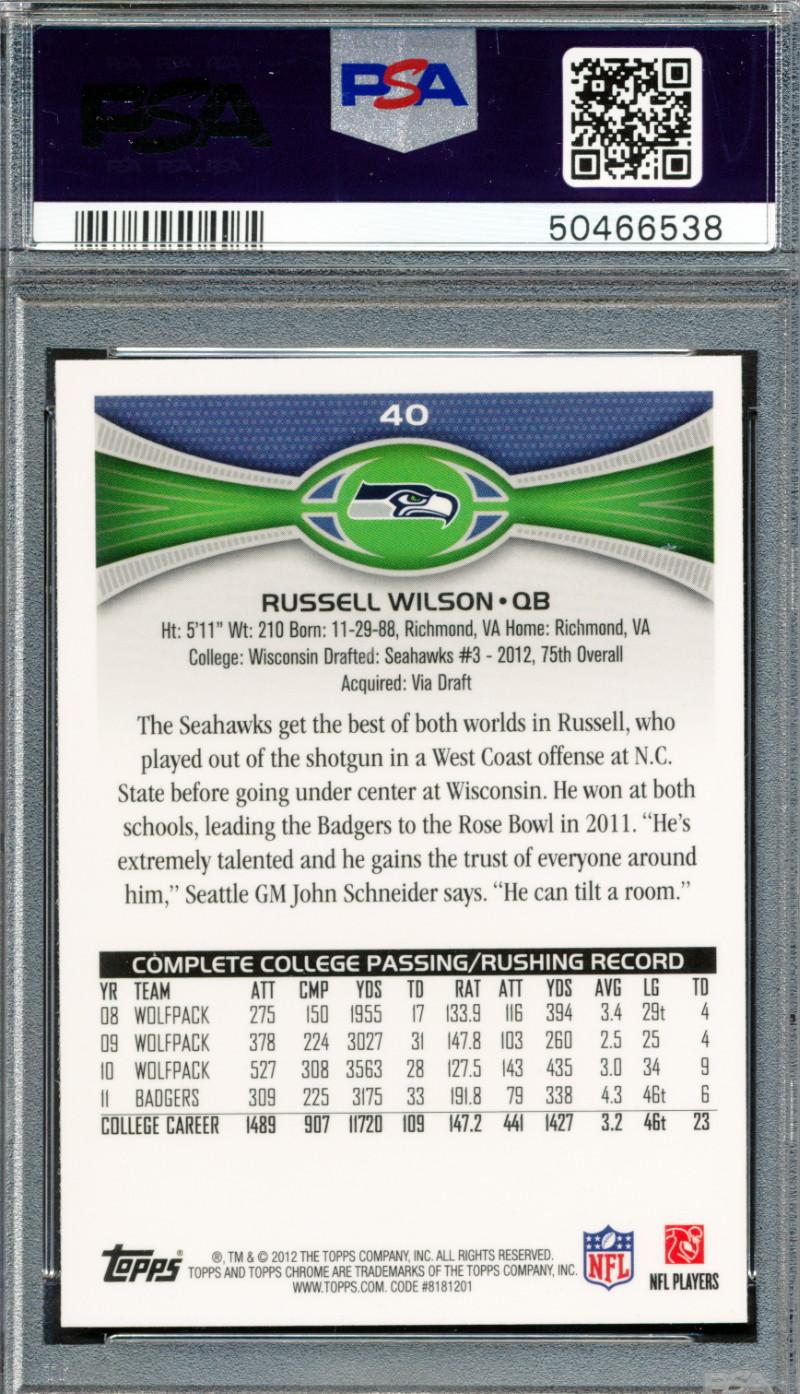 PSA
PSA
50466538
40
RUSSELL WILSON • QB
Ht: 5'11" Wt: 210 Born: 11-29-88, Richmond, VA Home: Richmond, VA
College: Wisconsin Drafted: Seahawks #3 - 2012, 75th Overall
Acquired: Via Draft
The Seahawks get the best of both worlds in Russell, who
played out of the shotgun in a West Coast offense at N.C.
State before going under center at Wisconsin. He won at both
schools, leading the Badgers to the Rose Bowl in 2011. “He’s
extremely talented and he gains the trust of everyone around
him,” Seattle GM John Schneider says. “He can tilt a room.”
COMPLETE COLLEGE PASSING/RUSHING RECORD
YR TEAM ATT CMP YDS TD RAT ATT YDS AVG LG TD
08 WOLFPACK 275 150 1955 17 133.9 116 394 3.4 29t 4
09 WOLFPACK 378 224 3027 31 147.8 103 260 2.5 25 4
10 WOLFPACK 527 308 3563 28 127.5 143 435 3.0 34 9
11 BADGERS 309 225 3175 33 191.8 79 338 4.3 46t 6
COLLEGE CAREER 1489 907 11720 109 147.2 441 1427 3.2 46t 23
topps®
®, TM & © 2012 THE TOPPS COMPANY, INC. ALL RIGHTS RESERVED.
TOPPS AND TOPPS CHROME ARE TRADEMARKS OF THE TOPPS COMPANY, INC.
WWW.TOPPS.COM. CODE #8181201
NFL
NFL PLAYERS
PSA